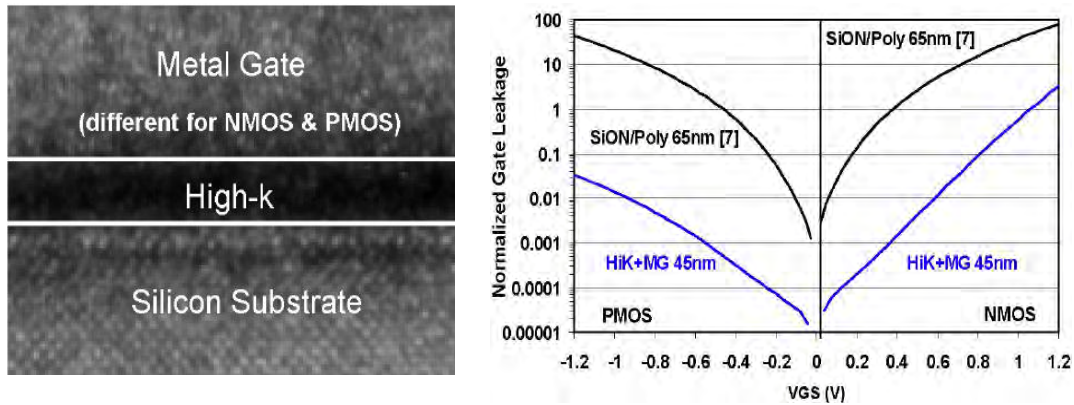 Metal Gate
(different for NMOS & PMOS)
High-k
Silicon Substrate
Normalized Gate Leakage
100
10
1
0.1
0.01
0.001
0.0001
0.00001
SiON/Poly 65nm [7]
SiON/Poly 65nm [7]
HiK+MG 45nm
HiK+MG 45nm
PMOS
NMOS
-1.2 -1 -0.8 -0.6 -0.4 -0.2 0 0.2 0.4 0.6 0.8 1 1.2
VGS (V)